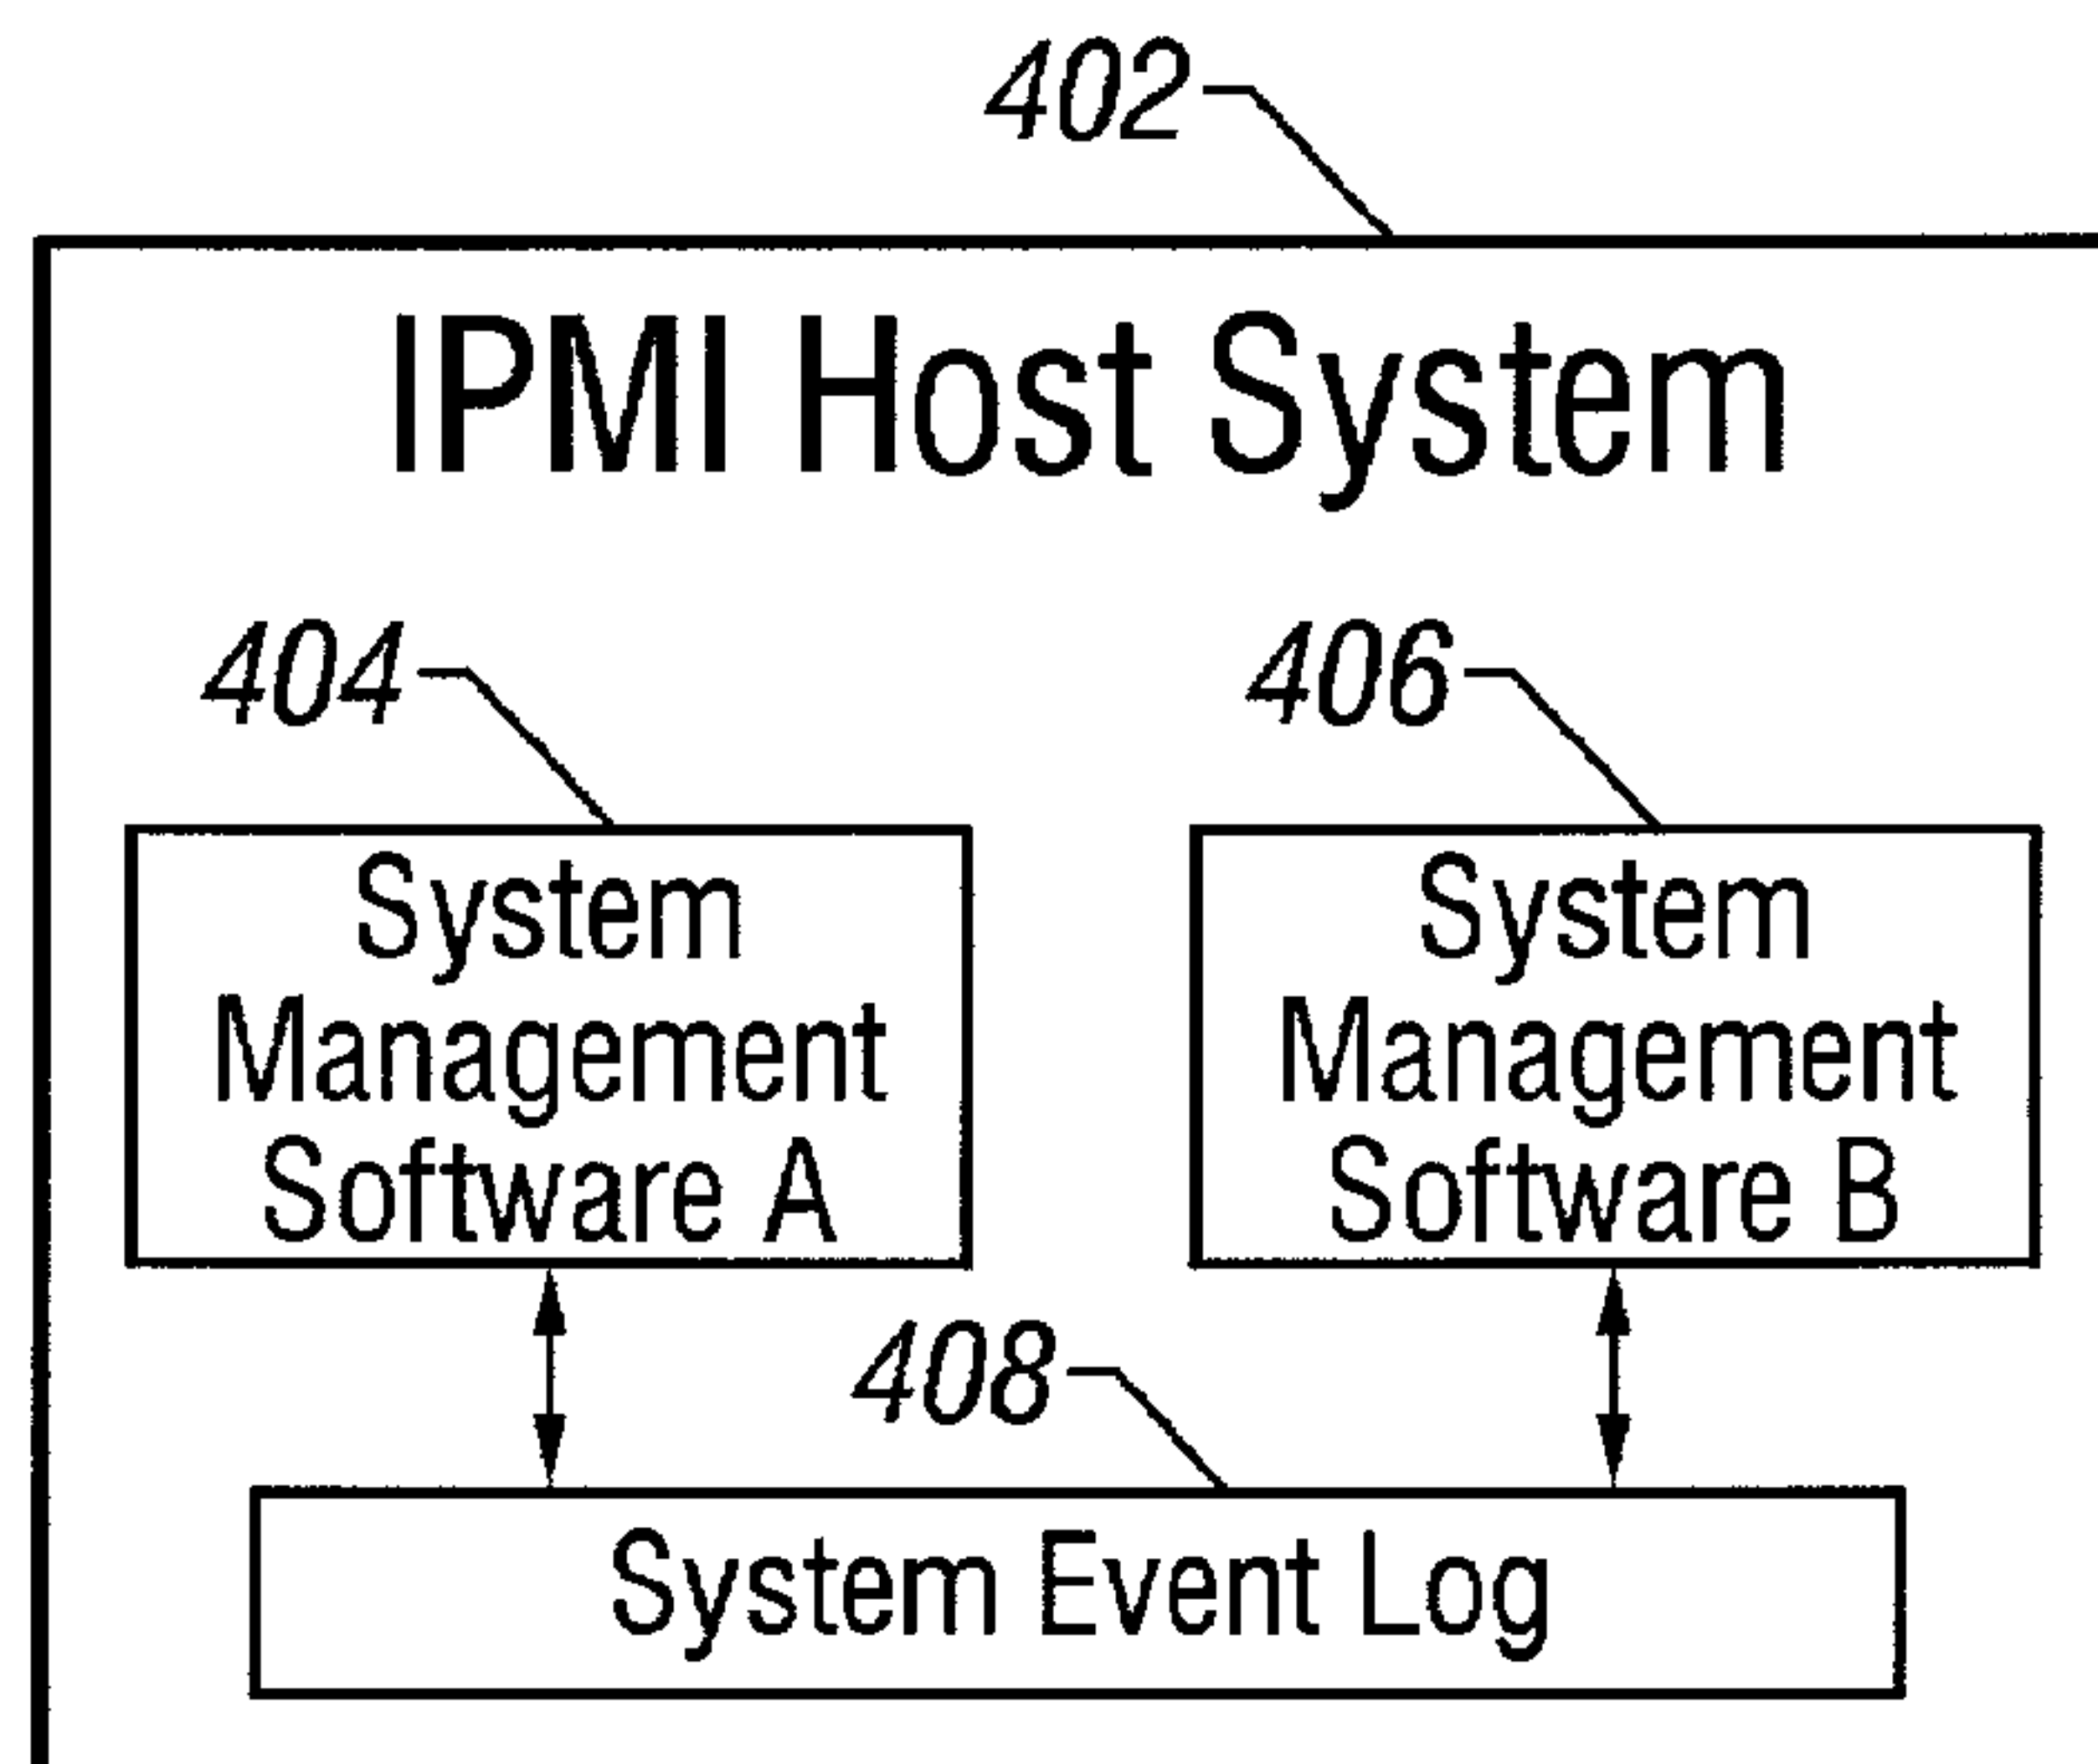 402
IPMI Host System
404
406
System
Management
Software A
System
Management
Software B
408
System Event Log